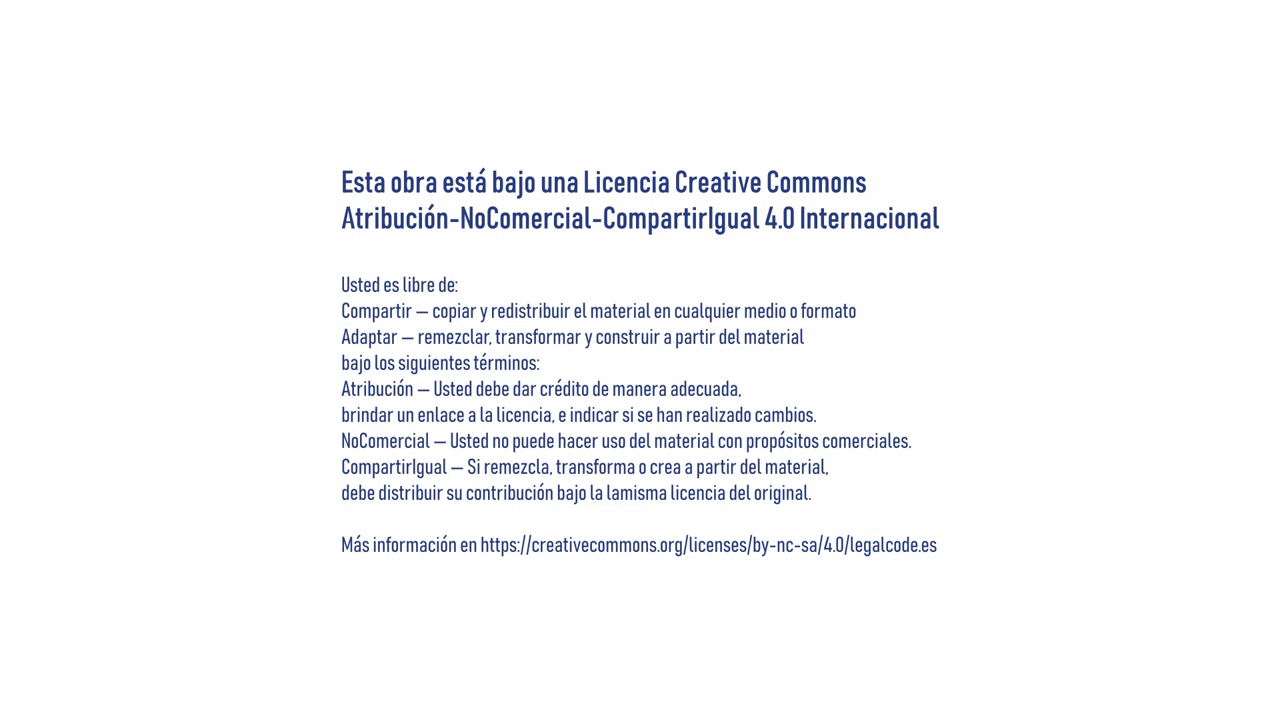 Esta obra está bajo una Licencia Creative Commons
Atribución-NoComercial-CompartirIgual 4.0 Internacional
Usted es libre de:
Compartir — copiar y redistribuir el material en cualquier medio o formato
Adaptar — remezclar, transformar y construir a partir del material
bajo los siguientes términos:
Atribución — Usted debe dar crédito de manera adecuada,
brindar un enlace a la licencia, e indicar si se han realizado cambios.
NoComercial — Usted no puede hacer uso del material con propósitos comerciales.
CompartirIgual — Si remezcla, transforma o crea a partir del material,
debe distribuir su contribución bajo la lamisma licencia del original.
Más información en https://creativecommons.org/licenses/by-nc-sa/4.0/legalcode.es